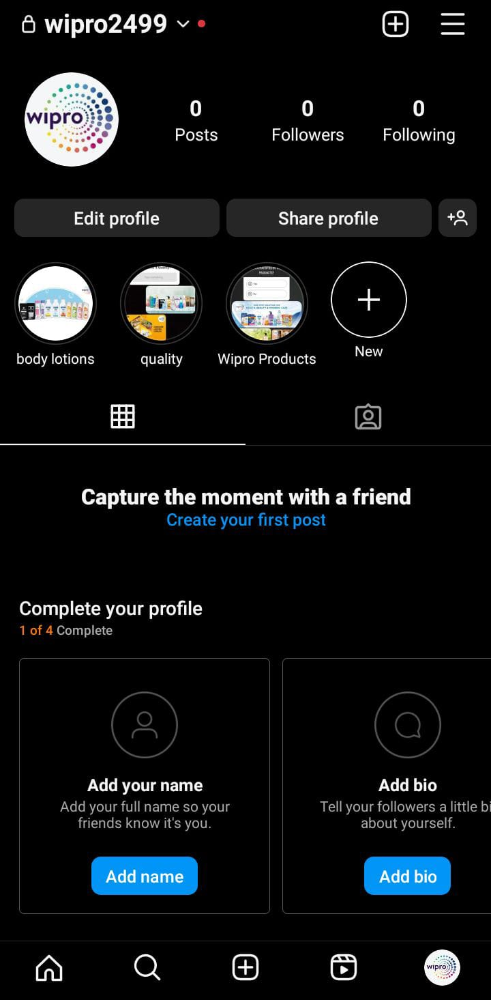 wipro2499
wipro
0 0 0
Posts Followers Following
Edit profile Share profile
body lotions quality Wipro Products New
Capture the moment with a friend
Create your first post
Complete your profile
1 of 4 Complete
Add your name Add bio
Add your full name so your Tell your followers a little bi
friends know it's you. about yourself.
Add name Add bio
wipro